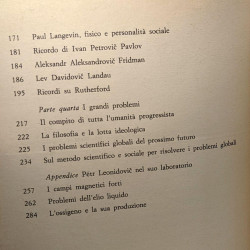 171 Paul Langevin, fisico e personalità sociale
181 Ricordo di Ivan Petrovič Pavlov
184 Aleksandr Aleksandrovič Fridman
186 Lev Davidovič Landau
195 Ricordi su Rutherford
Parte quarta I grandi problemi
217 Il compito di tutta l'umanità progressista
222 La filosofia e la lotta ideologica
225 I problemi scientifici globali del prossimo futuro
234 Sul metodo scientifico e sociale per risolvere i problemi globali
Appendice Pëtr Leonidovič nel suo laboratorio
257 I campi magnetici forti
262 Problemi dell'elio liquido
284 L'ossigeno e la sua produzione